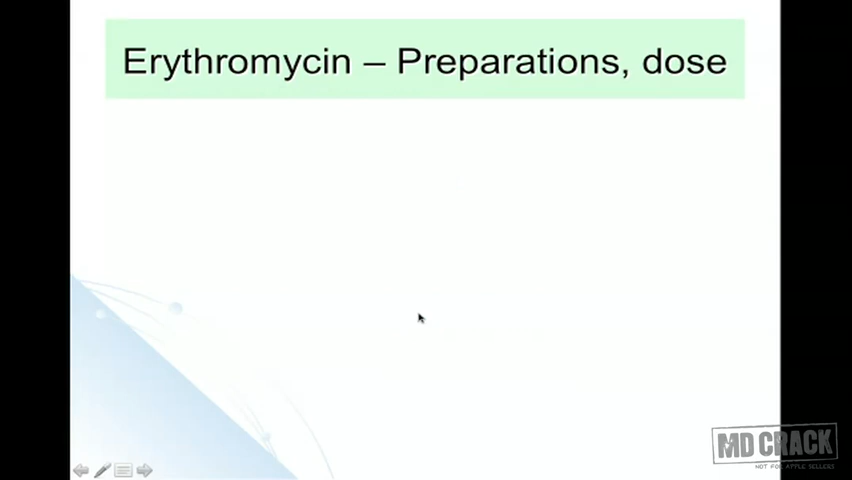 Erythromycin – Preparations, dose
MD CRACK
NOT FOR APPLE SELLERS